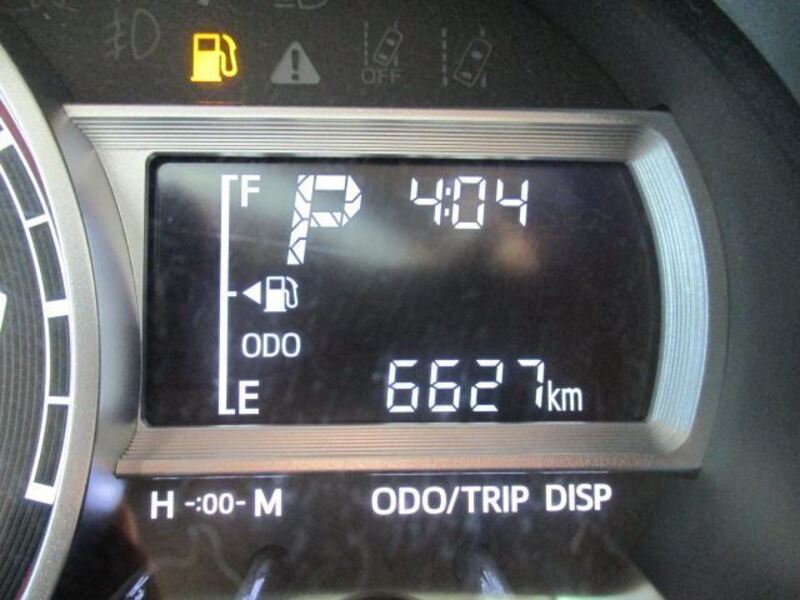 OFF
F P 4:04
ODO
E 6627km
H -:00- M ODO/TRIP DISP